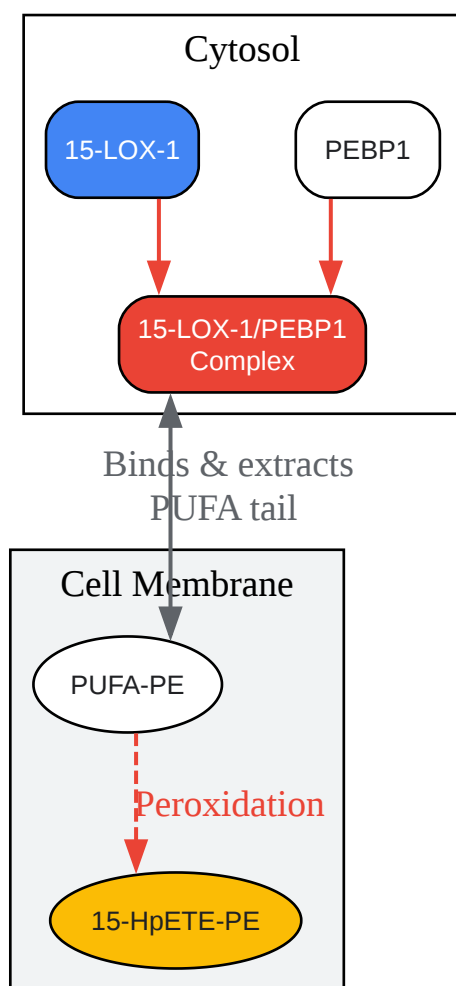 Cytosol
15-LOX-1
PEBP1
15-LOX-1/PEBP1
Complex
Binds & extracts
PUFA tail
Cell Membrane
PUFA-PE
Peroxidation
15-HpETE-PE